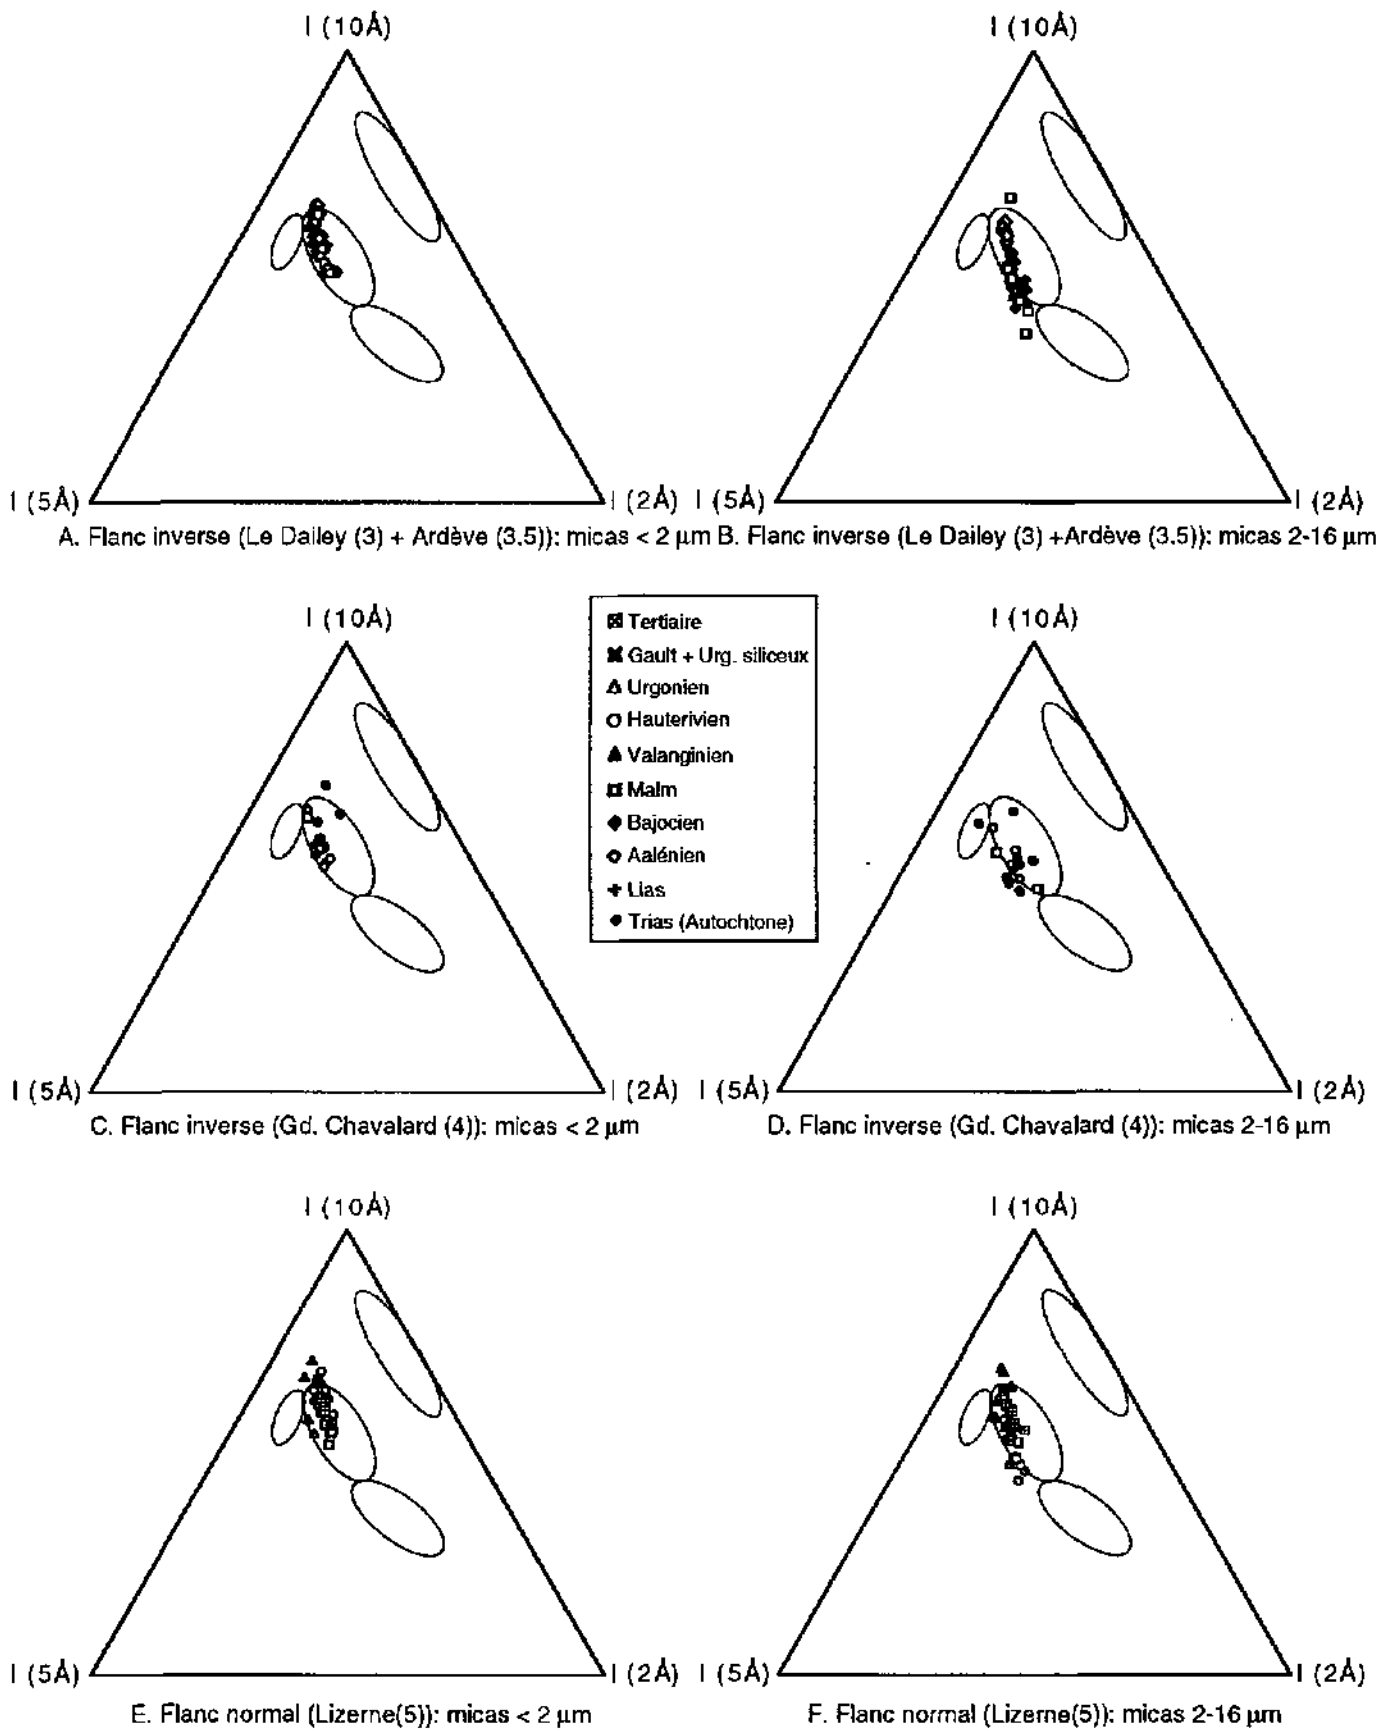 I (10Å) I (10Å)
I (5Å) I (2Å) I (5Å) I (2Å)
A. Flanc inverse (Le Dailey (3) + Ardève (3.5)): micas < 2 µm B. Flanc inverse (Le Dailey (3) +Ardève (3.5)): micas 2-16 µm
I (10Å) I (10Å)
Tertiaire
Gault + Urg. siliceux
Urgonien
Hauterivien
Valanginien
Malm
Bajocien
Aalénien
Lias
Trias (Autochtone)
I (5Å) I (2Å) I (5Å) I (2Å)
C. Flanc inverse (Gd. Chavalard (4)): micas < 2 µm D. Flanc inverse (Gd. Chavalard (4)): micas 2-16 µm
I (10Å) I (10Å)
I (5Å) I (2Å) I (5Å) I (2Å)
E. Flanc normal (Lizerne(5)): micas < 2 µm F. Flanc normal (Lizerne(5)): micas 2-16 µm